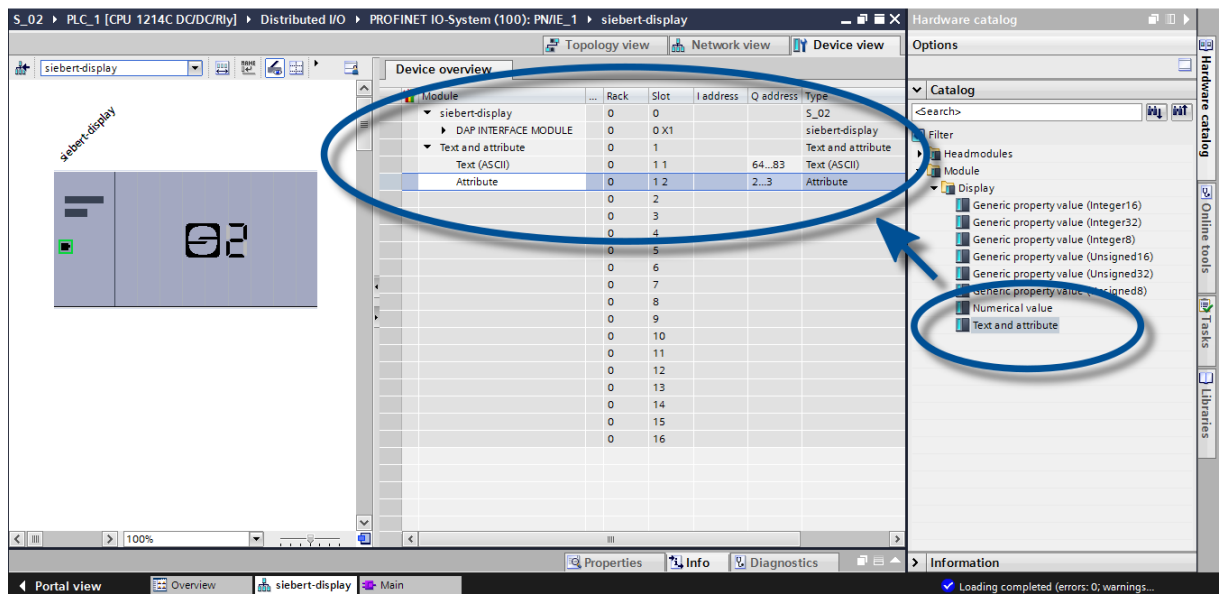 S_02 ▸ PLC_1 [CPU 1214C DC/DC/Rly] ▸ Distributed I/O ▸ PROFINET IO-System (100): PN/IE_1 ▸ siebert-display
Topology view Network view Device view
siebert-display
siebert-display
Device overview
Module ... Rack Slot I address Q address Type
siebert-display 0 0 S_02
DAP INTERFACE MODULE 0 0 X1 siebert-display
Text and attribute 0 1 Text and attribute
Text (ASCII) 0 1 1 64...83 Text (ASCII)
Attribute 0 1 2 2...3 Attribute
0 2
0 3
0 4
0 5
0 6
0 7
0 8
0 9
0 10
0 11
0 12
0 13
0 14
0 15
0 16
100%
Properties Info Diagnostics
Hardware catalog
Options
Catalog
<Search>
Filter
Headmodules
Module
Display
Generic property value (Integer16)
Generic property value (Integer32)
Generic property value (Integer8)
Generic property value (Unsigned16)
Generic property value (Unsigned32)
Generic property value (Unsigned8)
Numerical value
Text and attribute
Information
Hardware catalog
Online tools
Tasks
Libraries
Portal view Overview siebert-display Main
Loading completed (errors: 0; warnings...